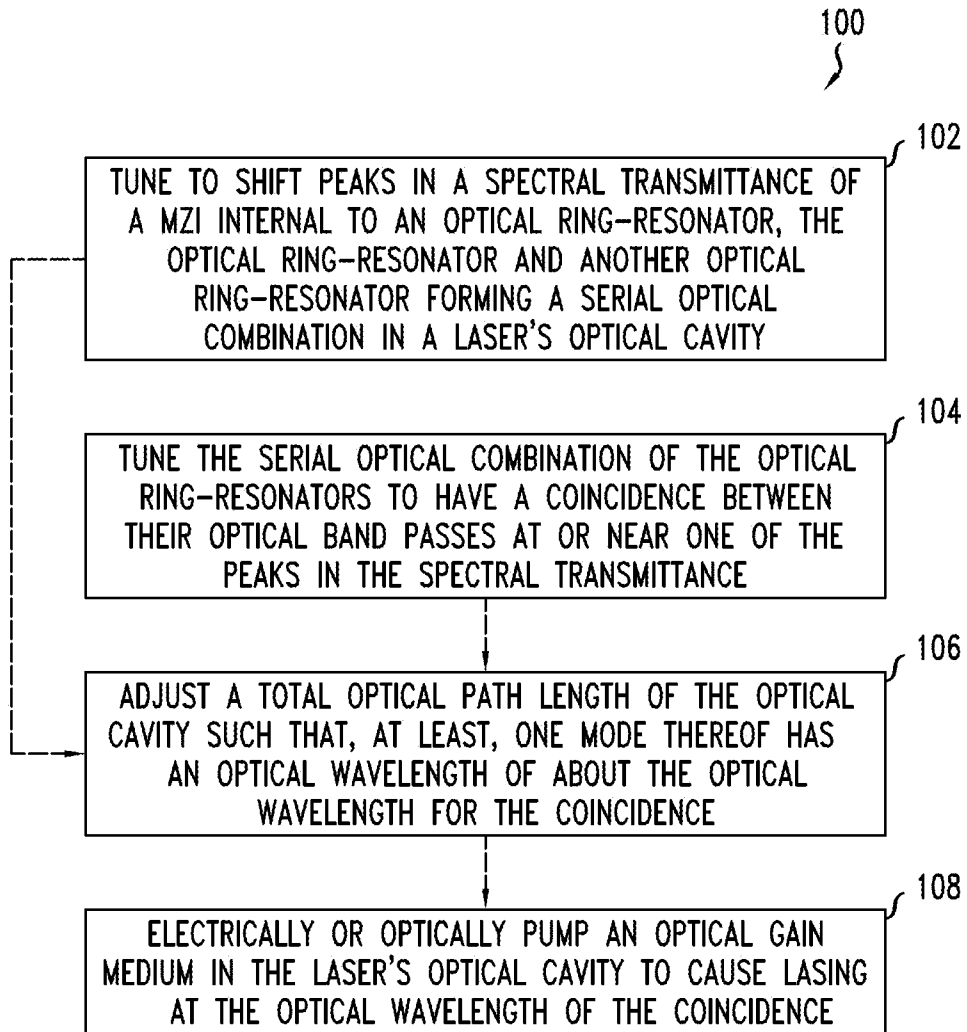 100
102
TUNE TO SHIFT PEAKS IN A SPECTRAL TRANSMITTANCE OF
A MZI INTERNAL TO AN OPTICAL RING-RESONATOR, THE
OPTICAL RING-RESONATOR AND ANOTHER OPTICAL
RING-RESONATOR FORMING A SERIAL OPTICAL
COMBINATION IN A LASER'S OPTICAL CAVITY
104
TUNE THE SERIAL OPTICAL COMBINATION OF THE OPTICAL
RING-RESONATORS TO HAVE A COINCIDENCE BETWEEN
THEIR OPTICAL BAND PASSES AT OR NEAR ONE OF THE
PEAKS IN THE SPECTRAL TRANSMITTANCE
106
ADJUST A TOTAL OPTICAL PATH LENGTH OF THE OPTICAL
CAVITY SUCH THAT, AT LEAST, ONE MODE THEREOF HAS
AN OPTICAL WAVELENGTH OF ABOUT THE OPTICAL
WAVELENGTH FOR THE COINCIDENCE
108
ELECTRICALLY OR OPTICALLY PUMP AN OPTICAL GAIN
MEDIUM IN THE LASER'S OPTICAL CAVITY TO CAUSE LASING
AT THE OPTICAL WAVELENGTH OF THE COINCIDENCE